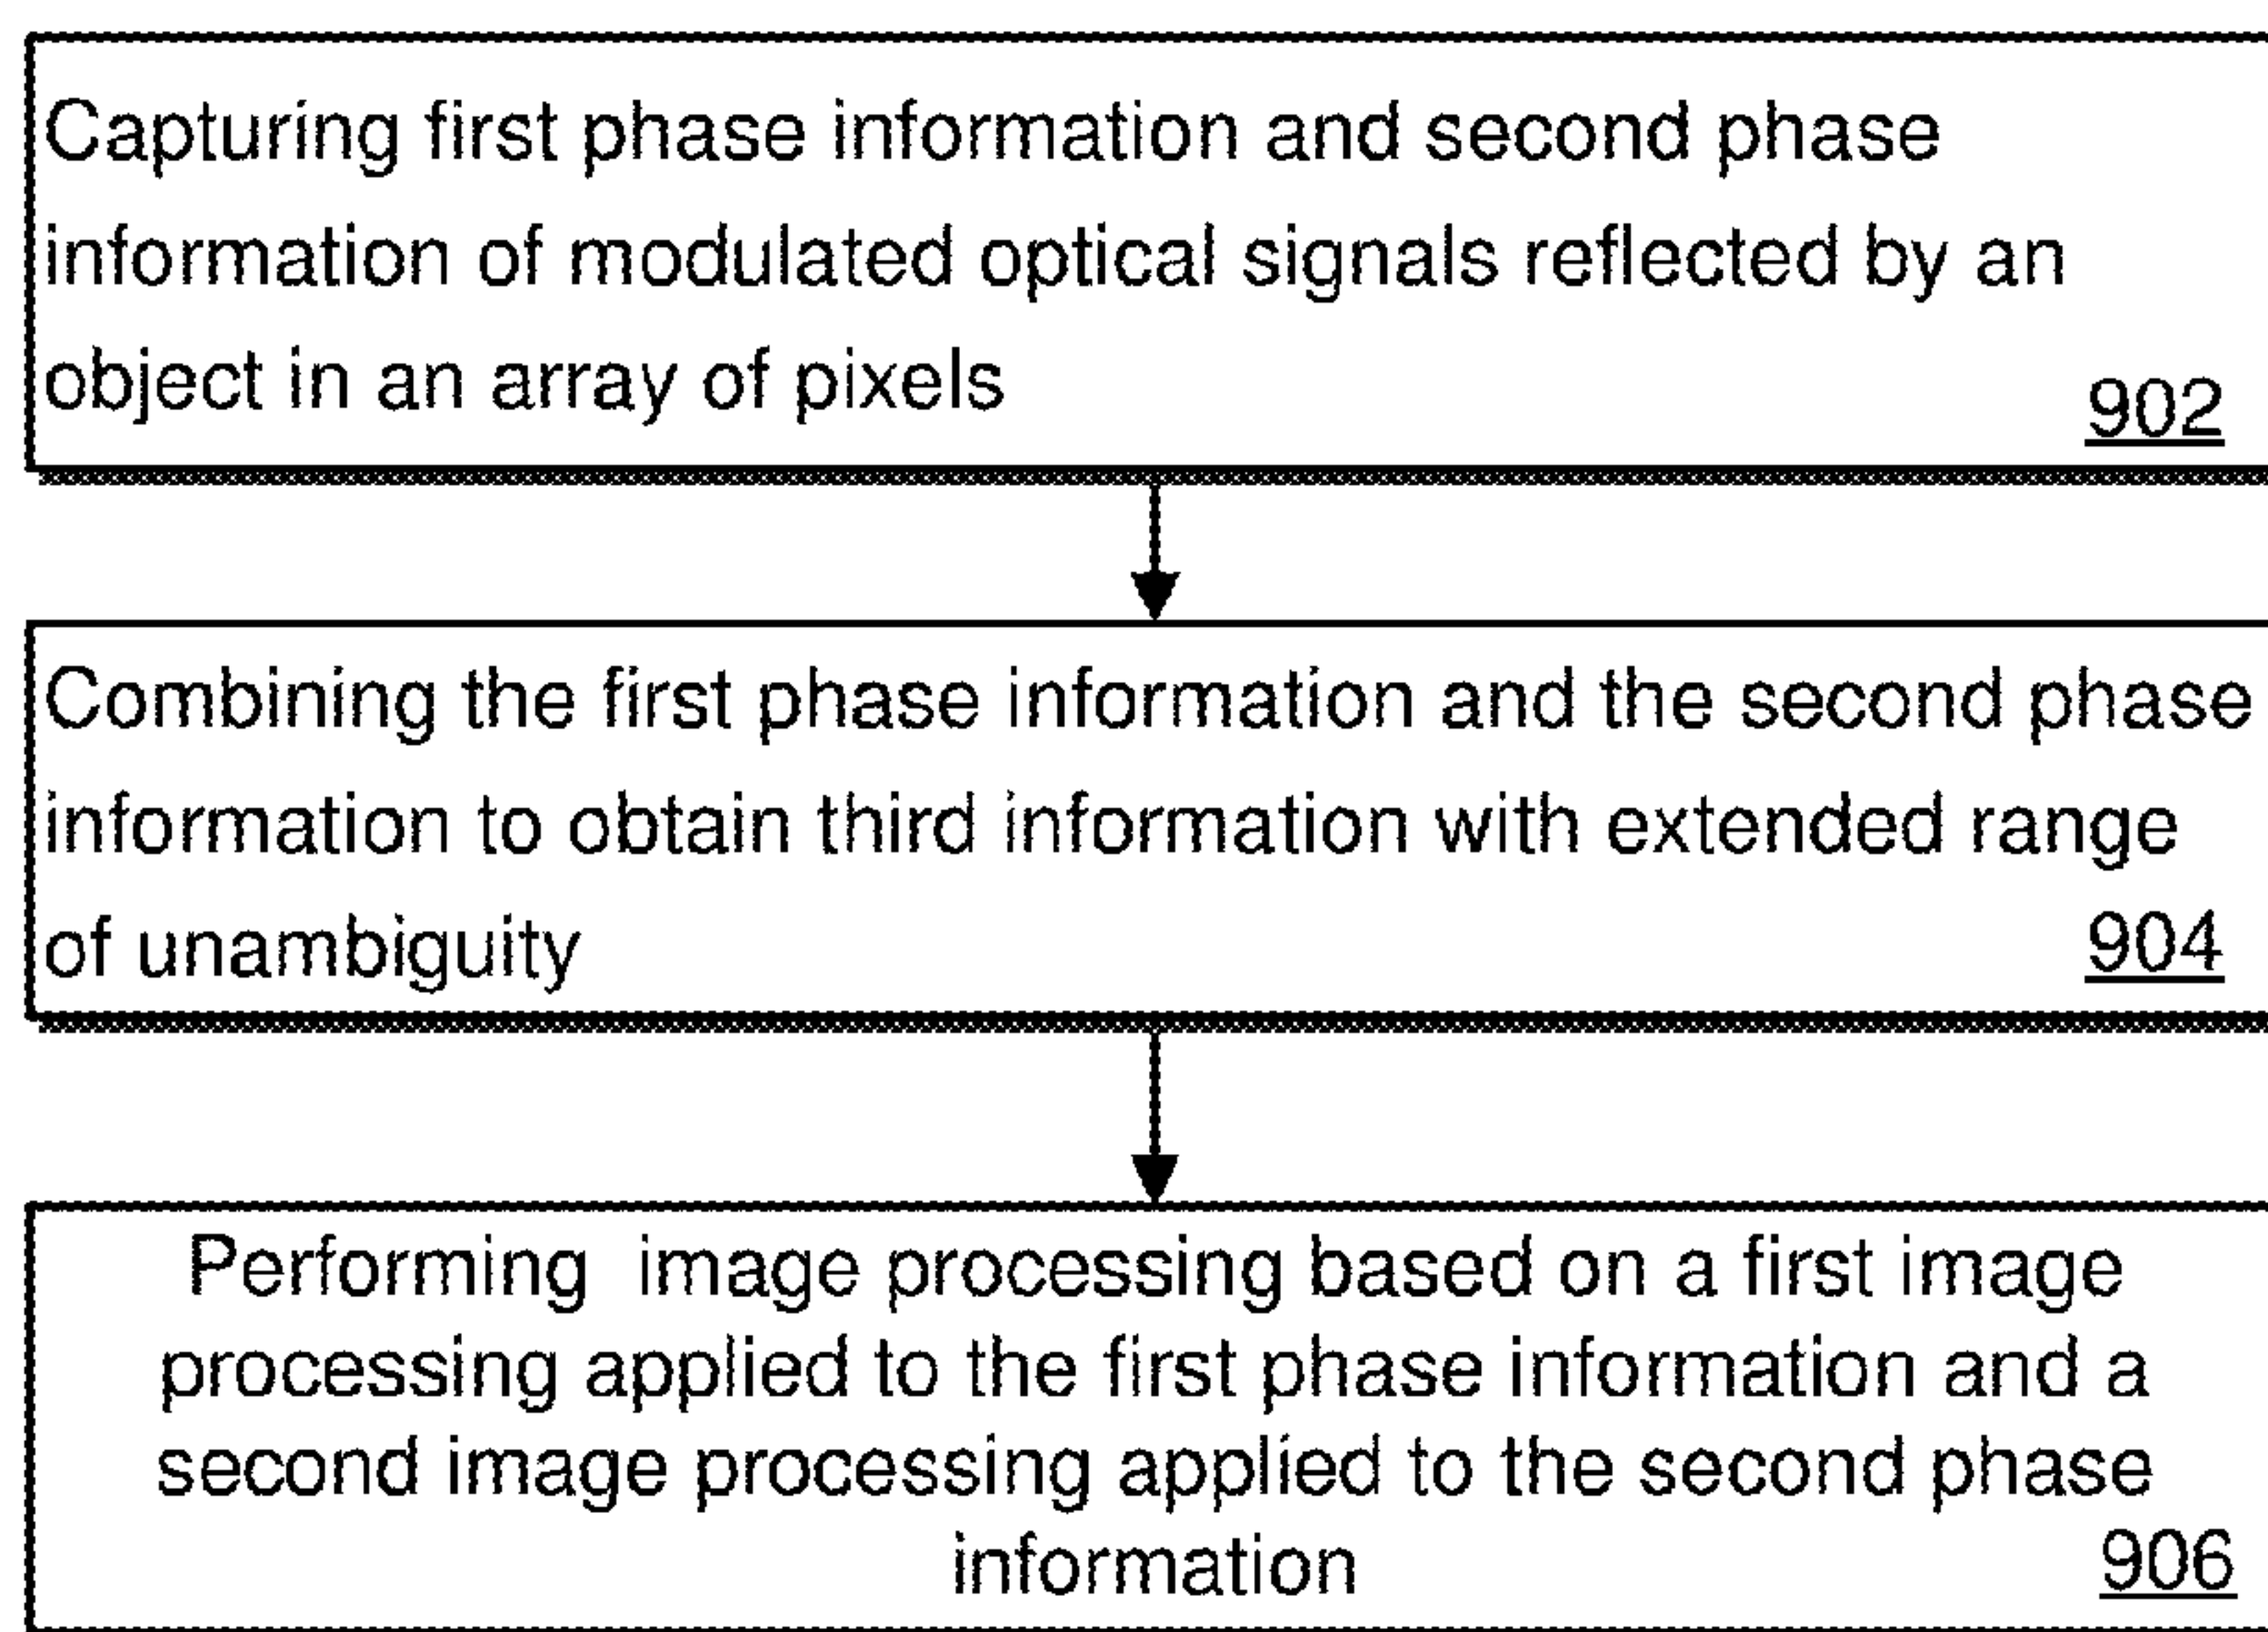 Capturing first phase information and second phase
information of modulated optical signals reflected by an
object in an array of pixels
902
Combining the first phase information and the second phase
information to obtain third information with extended range
of unambiguity
904
Performing image processing based on a first image
processing applied to the first phase information and a
second image processing applied to the second phase
information
906